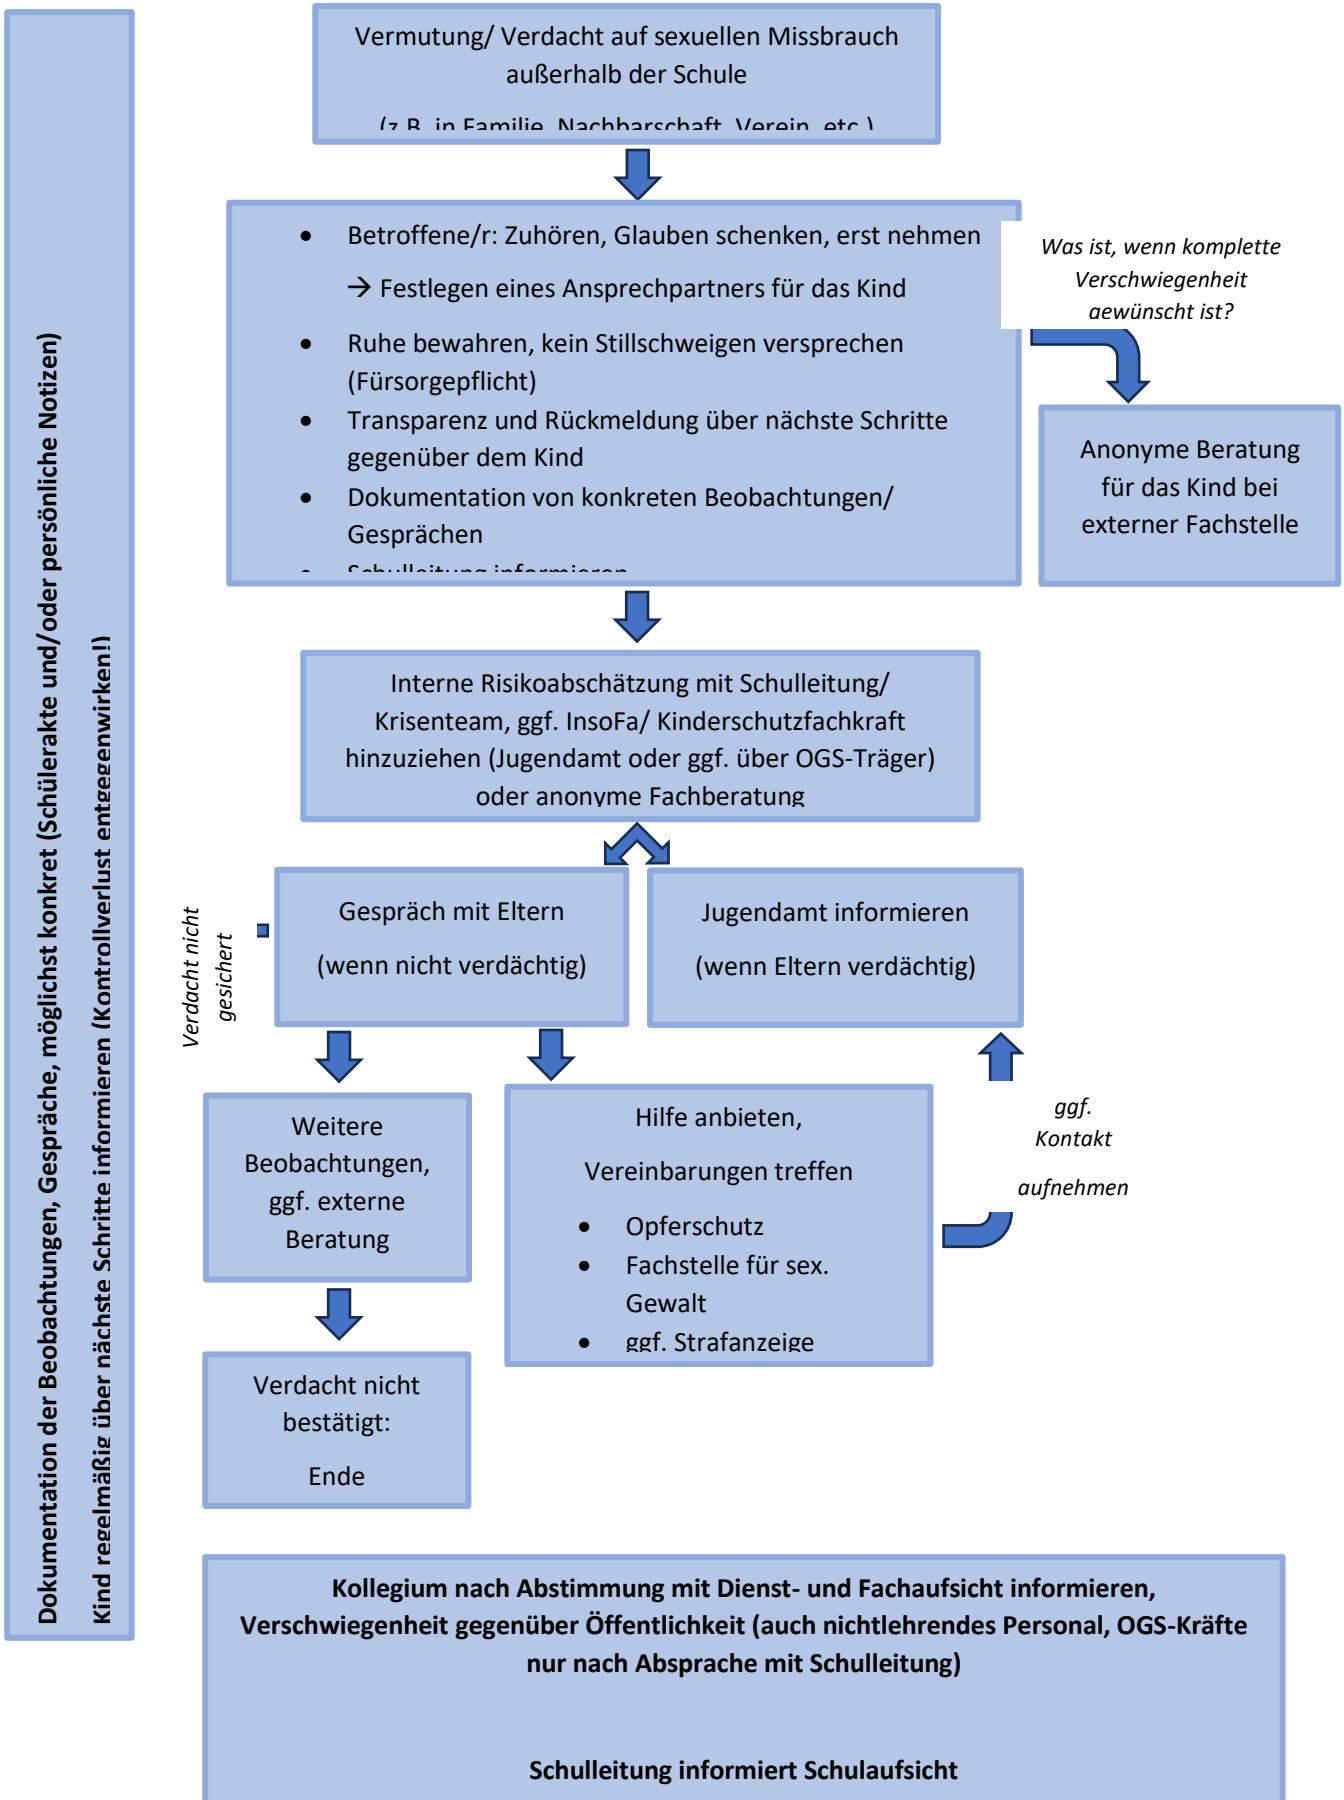 Dokumentation der Beobachtungen, Gespräche, möglichst konkret (Schülerakte und/oder persönliche Notizen)
Kind regelmäßig über nächste Schritte informieren (Kontrollverlust entgegenwirken!)
Vermutung/ Verdacht auf sexuellen Missbrauch
außerhalb der Schule
(z.B. in Familie, Nachbarschaft, Verein, etc.)
• Betroffene/r: Zuhören, Glauben schenken, erst nehmen
→ Festlegen eines Ansprechpartners für das Kind
• Ruhe bewahren, kein Stillschweigen versprechen
(Fürsorgepflicht)
• Transparenz und Rückmeldung über nächste Schritte
gegenüber dem Kind
• Dokumentation von konkreten Beobachtungen/
Gesprächen
• Schulleitung informieren
Was ist, wenn komplette
Verschwiegenheit
gewünscht ist?
Anonyme Beratung
für das Kind bei
externer Fachstelle
Interne Risikoabschätzung mit Schulleitung/
Krisenteam, ggf. InsoFa/ Kinderschutzfachkraft
hinzuziehen (Jugendamt oder ggf. über OGS-Träger)
oder anonyme Fachberatung
Verdacht nicht
gesichert
Gespräch mit Eltern
(wenn nicht verdächtig)
Jugendamt informieren
(wenn Eltern verdächtig)
Weitere
Beobachtungen,
ggf. externe
Beratung
Hilfe anbieten,
Vereinbarungen treffen
• Opferschutz
• Fachstelle für sex.
Gewalt
• ggf. Strafanzeige
ggf.
Kontakt
aufnehmen
Verdacht nicht
bestätigt:
Ende
Kollegium nach Abstimmung mit Dienst- und Fachaufsicht informieren,
Verschwiegenheit gegenüber Öffentlichkeit (auch nichtlehrendes Personal, OGS-Kräfte
nur nach Absprache mit Schulleitung)
Schulleitung informiert Schulaufsicht